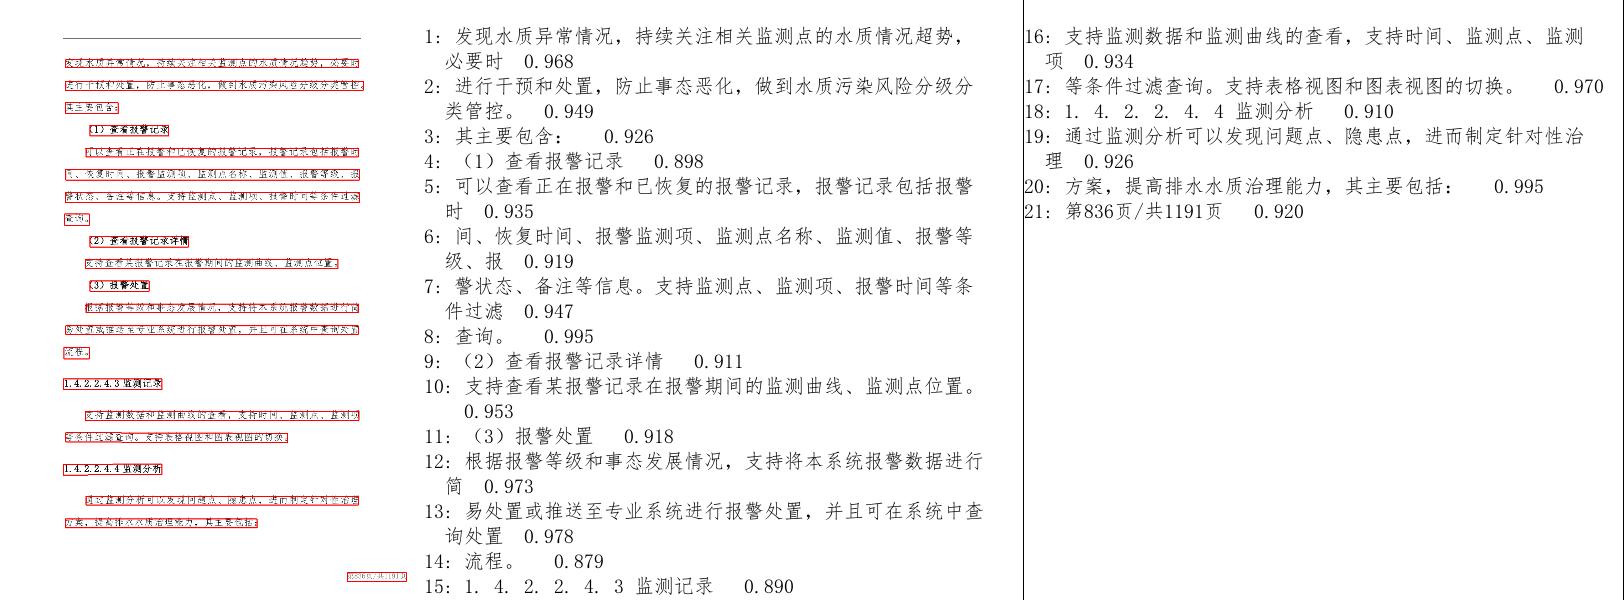 发现水质异常情况，持续关注相关监测点的水质情况趋势，必要时
进行干预和处置，防止事态恶化，做到水质污染风险分级分类管控。
其主要包含：
（1）查看报警记录
可以查看正在报警和已恢复的报警记录，报警记录包括报警时
间、恢复时间、报警监测项、监测点名称、监测值、报警等级、报
警状态、备注等信息。支持监测点、监测项、报警时间等条件过滤
查询。
（2）查看报警记录详情
支持查看某报警记录在报警期间的监测曲线、监测点位置。
（3）报警处置
根据报警等级和事态发展情况，支持将本系统报警数据进行简
易处置或推送至专业系统进行报警处置，并且可在系统中查询处置
流程。
1.4.2.2.4.3 监测记录
支持监测数据和监测曲线的查看，支持时间、监测点、监测项
等条件过滤查询。支持表格视图和图表视图的切换。
1.4.2.2.4.4 监测分析
通过监测分析可以发现问题点、隐患点，进而制定针对性治理
方案，提高排水水质治理能力，其主要包括：
第836页/共1191页
1: 发现水质异常情况，持续关注相关监测点的水质情况超势，
必要时 0.968
2: 进行干预和处置，防止事态恶化，做到水质污染风险分级分
类管控。 0.949
3: 其主要包含： 0.926
4: （1）查看报警记录 0.898
5: 可以查看正在报警和已恢复的报警记录，报警记录包括报警
时 0.935
6: 间、恢复时间、报警监测项、监测点名称、监测值、报警等
级、报 0.919
7: 警状态、备注等信息。支持监测点、监测项、报警时间等条
件过滤 0.947
8: 查询。 0.995
9: （2）查看报警记录详情 0.911
10: 支持查看某报警记录在报警期间的监测曲线、监测点位置。
0.953
11: （3）报警处置 0.918
12: 根据报警等级和事态发展情况，支持将本系统报警数据进行
简 0.973
13: 易处置或推送至专业系统进行报警处置，并且可在系统中查
询处置 0.978
14: 流程。 0.879
15: 1. 4. 2. 2. 4. 3 监测记录 0.890
16: 支持监测数据和监测曲线的查看，支持时间、监测点、监测
项 0.934
17: 等条件过滤查询。支持表格视图和图表视图的切换。 0.970
18: 1. 4. 2. 2. 4. 4 监测分析 0.910
19: 通过监测分析可以发现问题点、隐患点，进而制定针对性治
理 0.926
20: 方案，提高排水水质治理能力，其主要包括： 0.995
21: 第836页/共1191页 0.920